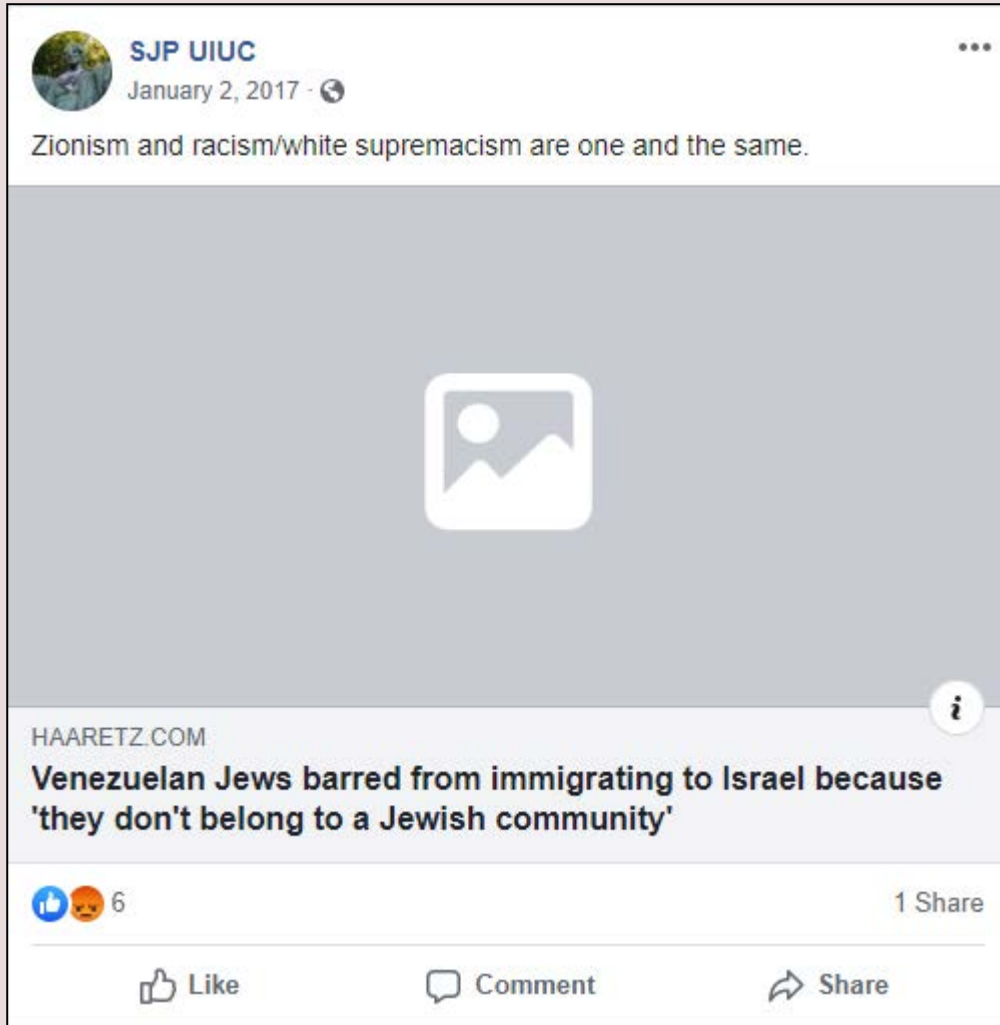 SJP UIUC
January 2, 2017 ·
Zionism and racism/white supremacism are one and the same.
i
HAARETZ.COM
Venezuelan Jews barred from immigrating to Israel because
'they don't belong to a Jewish community'
6
1 Share
Like
Comment
Share